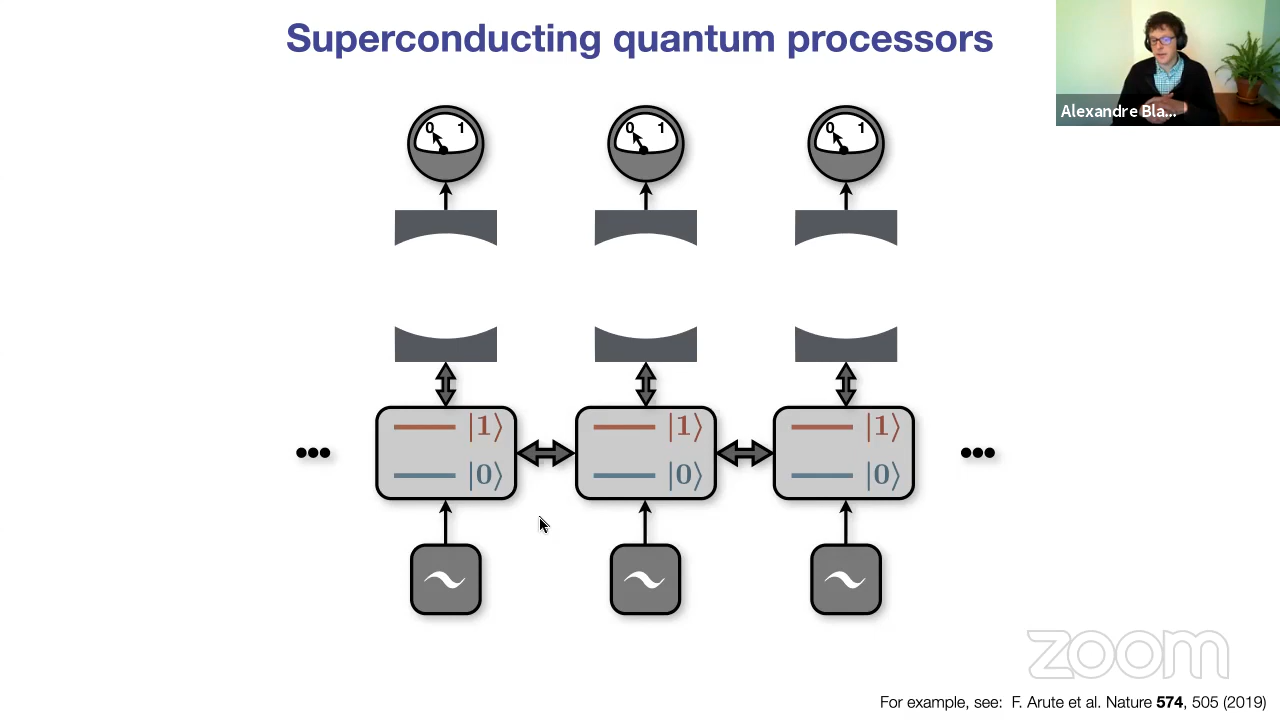 Superconducting quantum processors
Alexandre Bla...
0 1 0 1 0 1
|1⟩ |1⟩ |1⟩
••• •••
|0⟩ |0⟩ |0⟩
~ ~ ~
zoom
For example, see: F. Arute et al. Nature 574, 505 (2019)